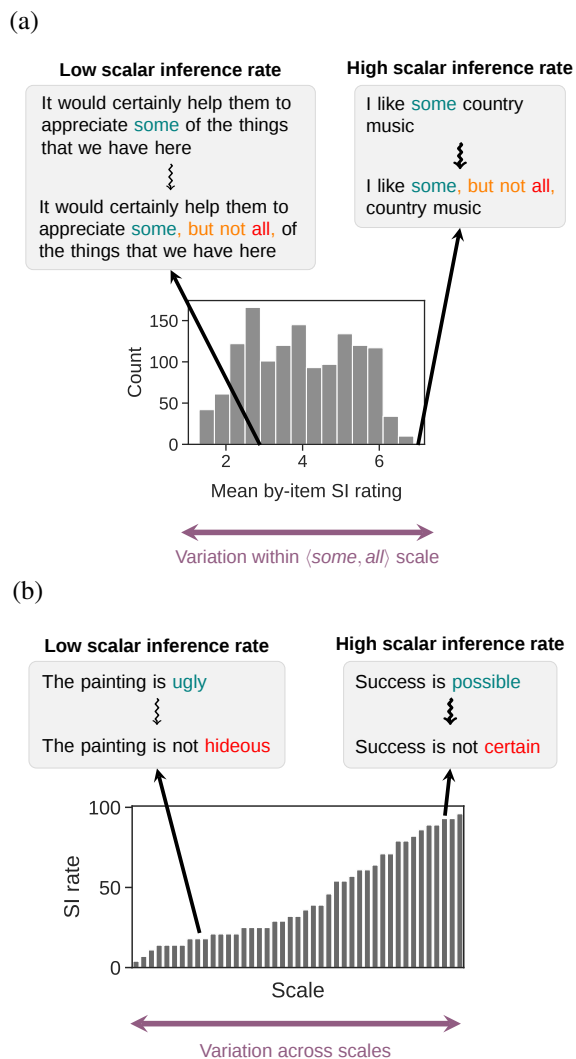 (a)
Low scalar inference rate
It would certainly help them to
appreciate some of the things
that we have here
It would certainly help them to
appreciate some, but not all, of
the things that we have here
High scalar inference rate
I like some country
music
I like some, but not all,
country music
150
100
50
0
Count
2
4
6
Mean by-item SI rating
Variation within ⟨some, all⟩ scale
(b)
Low scalar inference rate
The painting is ugly
The painting is not hideous
High scalar inference rate
Success is possible
Success is not certain
100
50
0
SI rate
Scale
Variation across scales